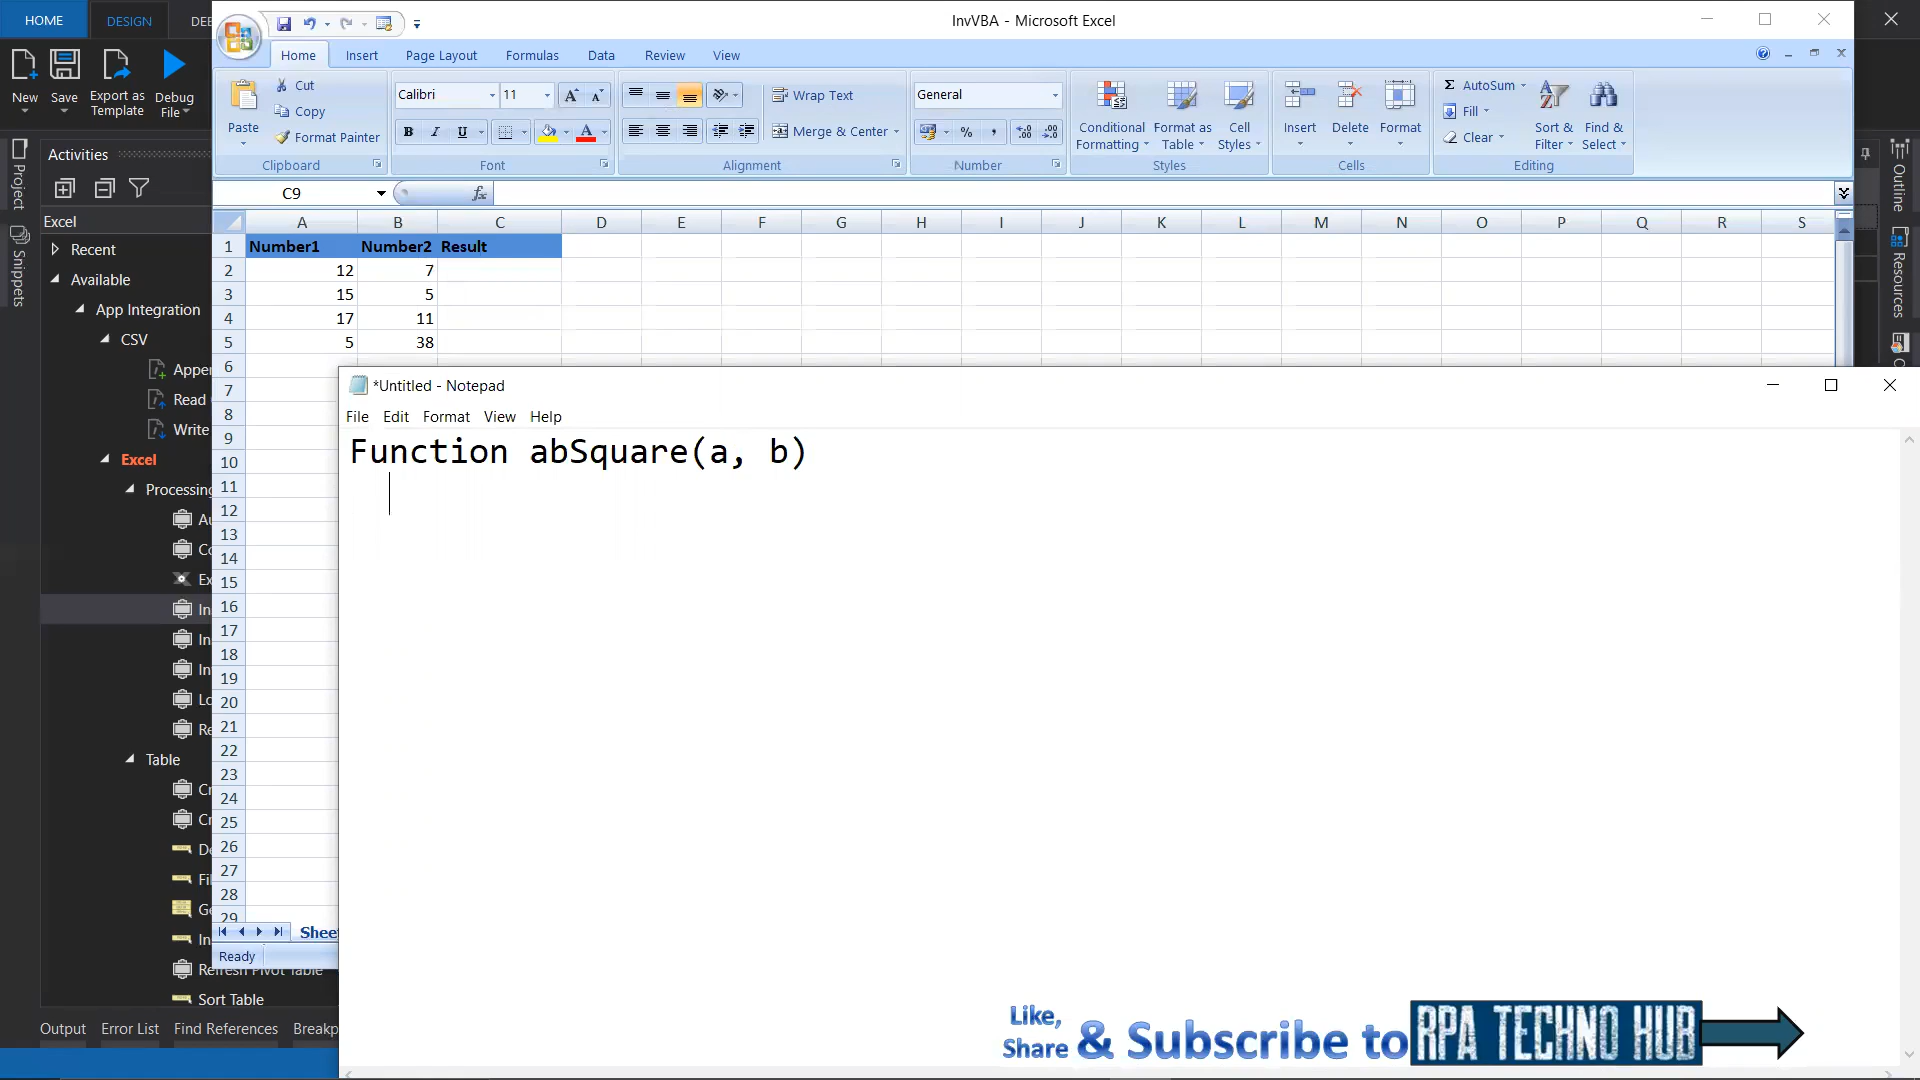 HOME
DESIGN
New
Save
Export as Template
Debug File
Project
Snippets
Activities
Excel
Recent
Available
App Integration
CSV
Read
Write
Excel
Processing
Table
Refresh Pivot Table
Sort Table
Output
Error List
Find References
InvVBA - Microsoft Excel
Home
Insert
Page Layout
Formulas
Data
Review
View
Paste
Cut
Copy
Format Painter
Clipboard
Calibri
11
B
I
U
Font
Wrap Text
Merge & Center
Alignment
General
%
Number
Conditional Formatting
Format as Table
Cell Styles
Styles
Insert
Delete
Format
Cells
Σ AutoSum
Fill
Clear
Sort & Filter
Find & Select
Editing
C9
fx
A B C D E F G H I J K L M N O P Q R S
1 Number1 Number2 Result
2 12 7
3 15 5
4 17 11
5 5 38
6
7
8
9
10
11
12
13
14
15
16
17
18
19
20
21
22
23
24
25
26
27
28
29
Ready
*Untitled - Notepad
File Edit Format View Help
Function abSquare(a, b)
Like,
Share
& Subscribe to
RPA TECHNO HUB
Outline
Resources